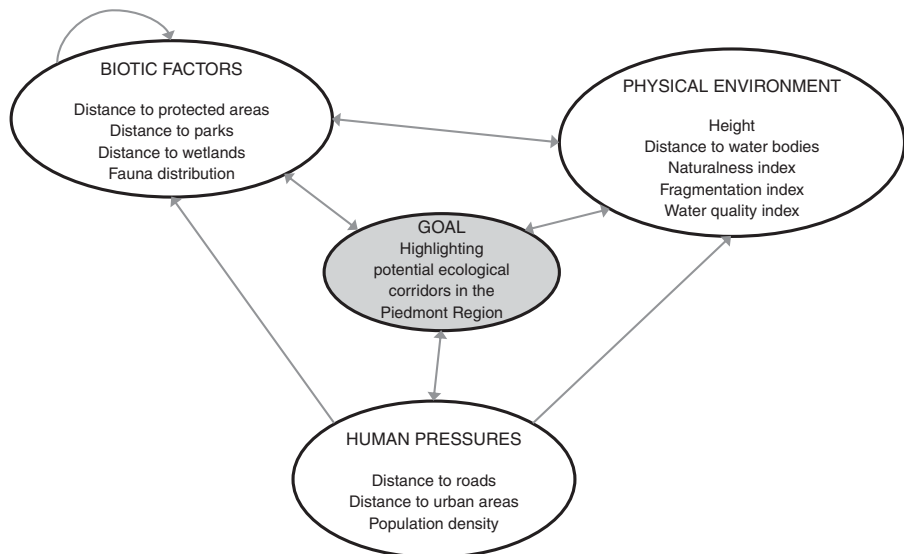 BIOTIC FACTORS
Distance to protected areas
Distance to parks
Distance to wetlands
Fauna distribution
PHYSICAL ENVIRONMENT
Height
Distance to water bodies
Naturalness index
Fragmentation index
Water quality index
GOAL
Highlighting
potential ecological
corridors in the
Piedmont Region
HUMAN PRESSURES
Distance to roads
Distance to urban areas
Population density